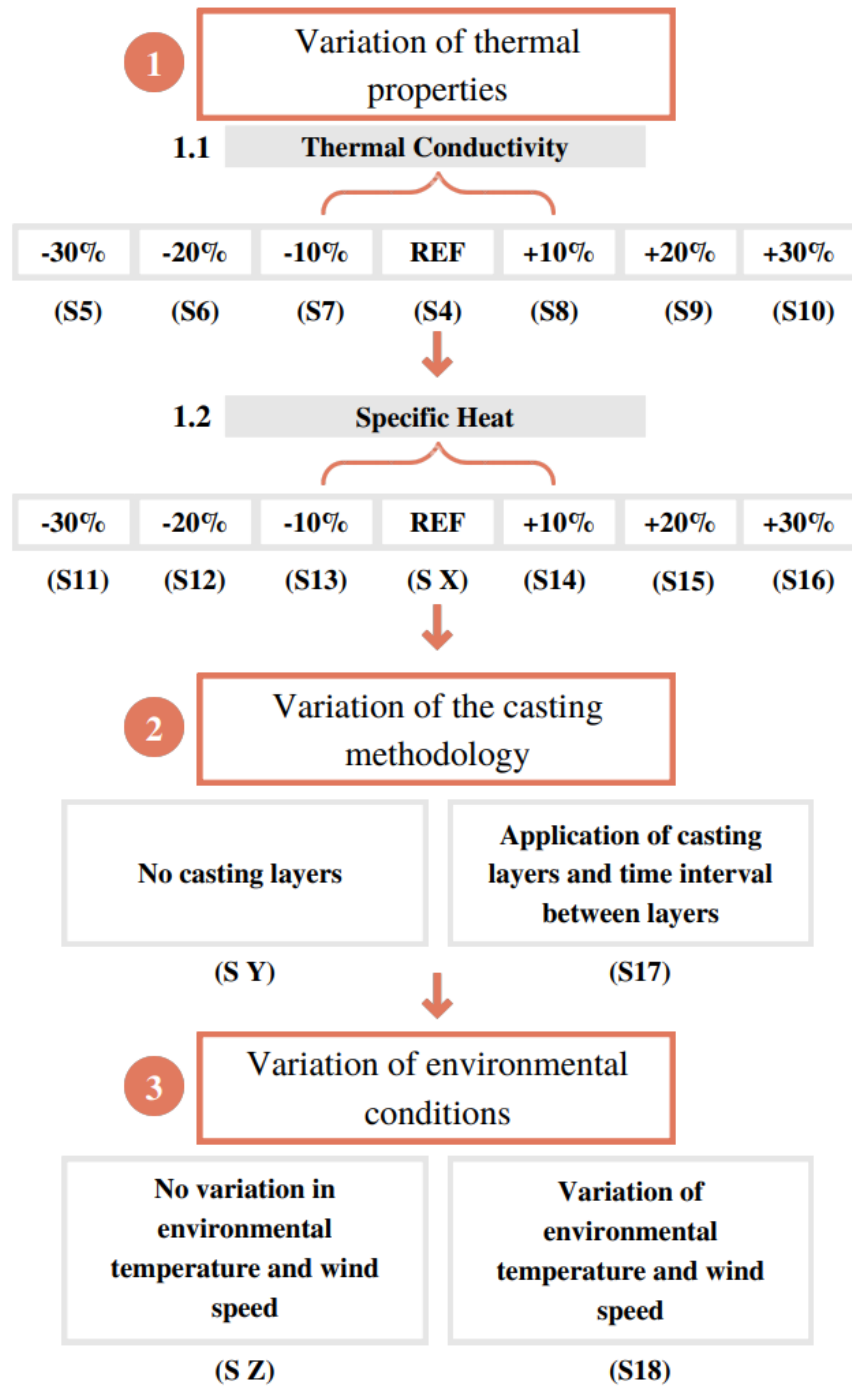 1
Variation of thermal
properties
1.1
Thermal Conductivity
-30% -20% -10% REF +10% +20% +30%
(S5) (S6) (S7) (S4) (S8) (S9) (S10)
1.2
Specific Heat
-30% -20% -10% REF +10% +20% +30%
(S11) (S12) (S13) (S X) (S14) (S15) (S16)
2
Variation of the casting
methodology
No casting layers
Application of casting
layers and time interval
between layers
(S Y) (S17)
3
Variation of environmental
conditions
No variation in
environmental
temperature and wind
speed
Variation of
environmental
temperature and wind
speed
(S Z) (S18)